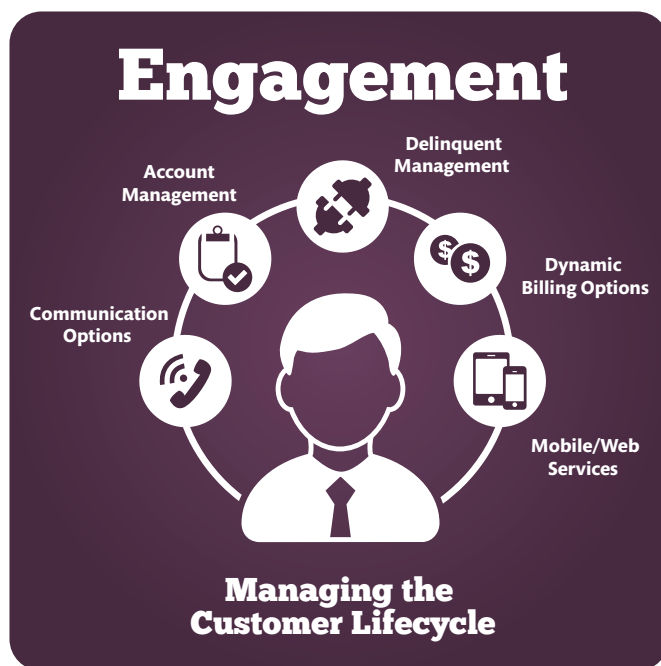 Engagement
Delinquent
Management
Account
Management
Dynamic
Billing Options
Communication
Options
$
$
Mobile/Web
Services
Managing the
Customer Lifecycle